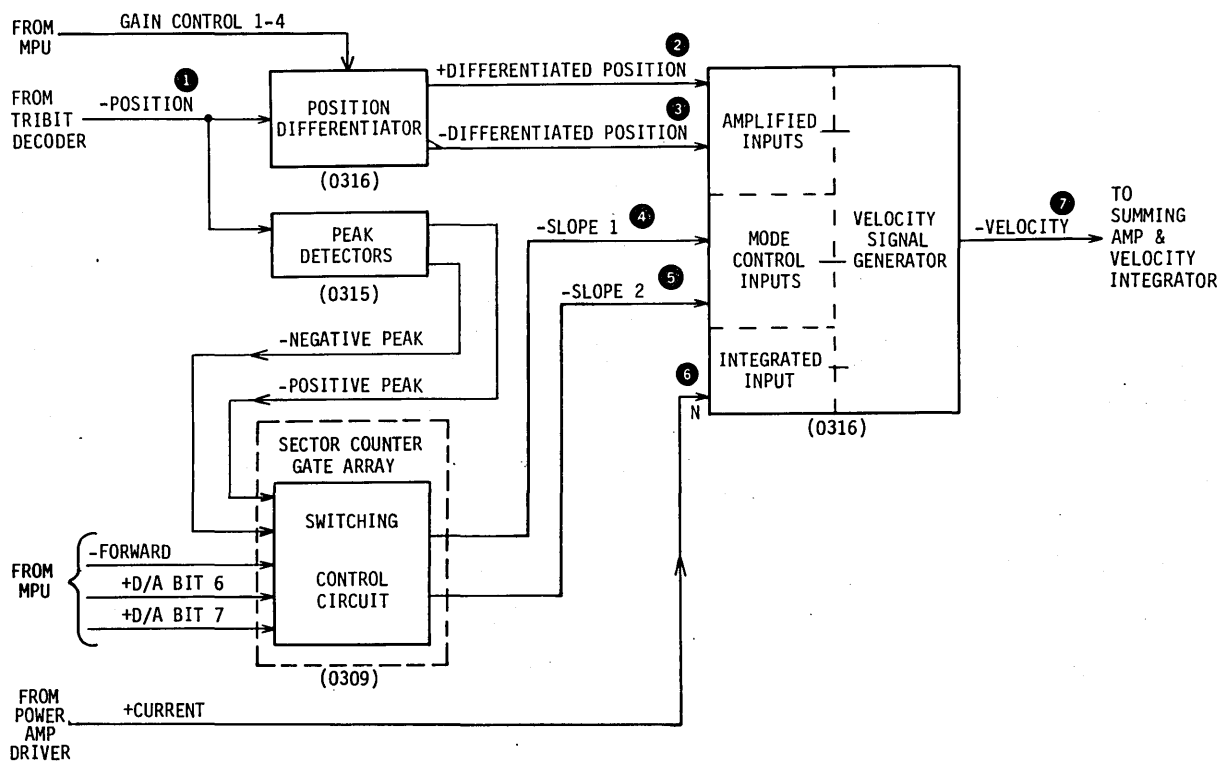 FROM
MPU
GAIN CONTROL 1-4
1
FROM
TRIBIT
DECODER
-POSITION
POSITION
DIFFERENTIATOR
(0316)
2
+DIFFERENTIATED POSITION
3
-DIFFERENTIATED POSITION
AMPLIFIED
INPUTS
PEAK
DETECTORS
(0315)
-SLOPE 1
4
-SLOPE 2
5
MODE
CONTROL
INPUTS
VELOCITY
SIGNAL
GENERATOR
-VELOCITY
7
TO
SUMMING
AMP &
VELOCITY
INTEGRATOR
-NEGATIVE PEAK
-POSITIVE PEAK
6
N
INTEGRATED
INPUT
(0316)
SECTOR COUNTER
GATE ARRAY
SWITCHING
CONTROL
CIRCUIT
(0309)
FROM
MPU
-FORWARD
+D/A BIT 6
+D/A BIT 7
FROM
POWER
AMP
DRIVER
+CURRENT